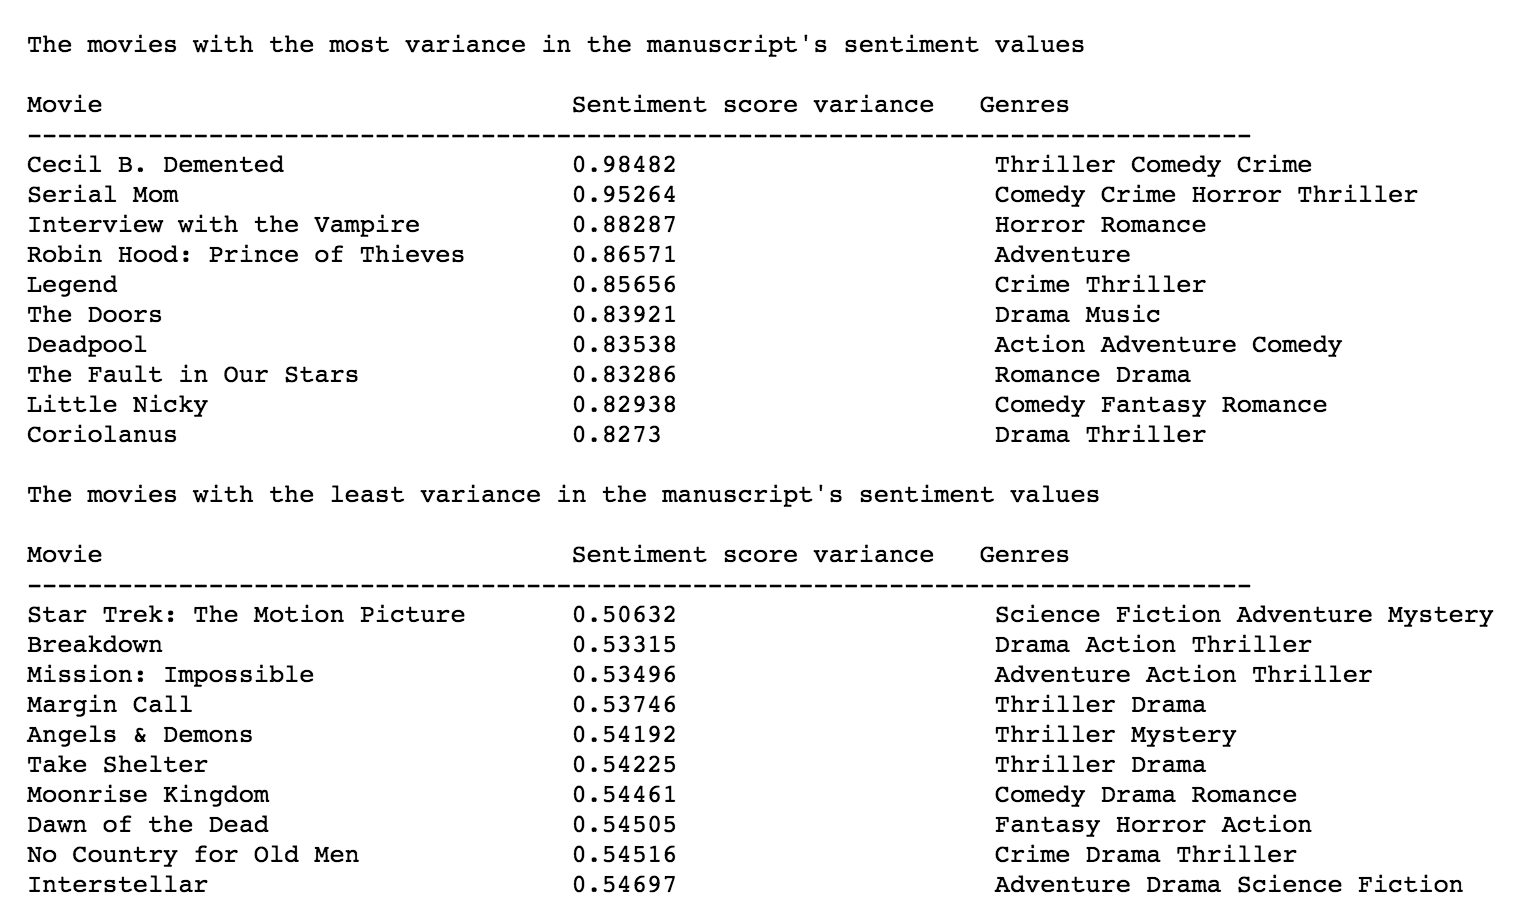 The movies with the most variance in the manuscript's sentiment values
Movie Sentiment score variance Genres
----------------------------------------------------------------------------------
Cecil B. Demented 0.98482 Thriller Comedy Crime
Serial Mom 0.95264 Comedy Crime Horror Thriller
Interview with the Vampire 0.88287 Horror Romance
Robin Hood: Prince of Thieves 0.86571 Adventure
Legend 0.85656 Crime Thriller
The Doors 0.83921 Drama Music
Deadpool 0.83538 Action Adventure Comedy
The Fault in Our Stars 0.83286 Romance Drama
Little Nicky 0.82938 Comedy Fantasy Romance
Coriolanus 0.8273 Drama Thriller
The movies with the least variance in the manuscript's sentiment values
Movie Sentiment score variance Genres
----------------------------------------------------------------------------------
Star Trek: The Motion Picture 0.50632 Science Fiction Adventure Mystery
Breakdown 0.53315 Drama Action Thriller
Mission: Impossible 0.53496 Adventure Action Thriller
Margin Call 0.53746 Thriller Drama
Angels & Demons 0.54192 Thriller Mystery
Take Shelter 0.54225 Thriller Drama
Moonrise Kingdom 0.54461 Comedy Drama Romance
Dawn of the Dead 0.54505 Fantasy Horror Action
No Country for Old Men 0.54516 Crime Drama Thriller
Interstellar 0.54697 Adventure Drama Science Fiction